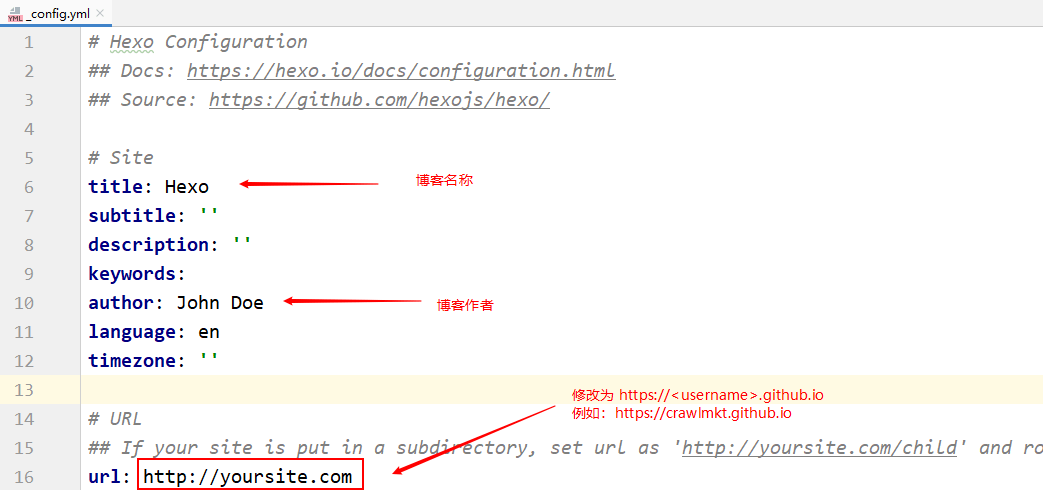 _config.yml
1 # Hexo Configuration
2 ## Docs: https://hexo.io/docs/configuration.html
3 ## Source: https://github.com/hexojs/hexo/
4
5 # Site
6 title: Hexo 博客名称
7 subtitle: ''
8 description: ''
9 keywords:
10 author: John Doe 博客作者
11 language: en
12 timezone: ''
13
修改为 https://<username>.github.io
例如：https://crawlmkt.github.io
14 # URL
15 ## If your site is put in a subdirectory, set url as 'http://yoursite.com/child' and ro
16 url: http://yoursite.com